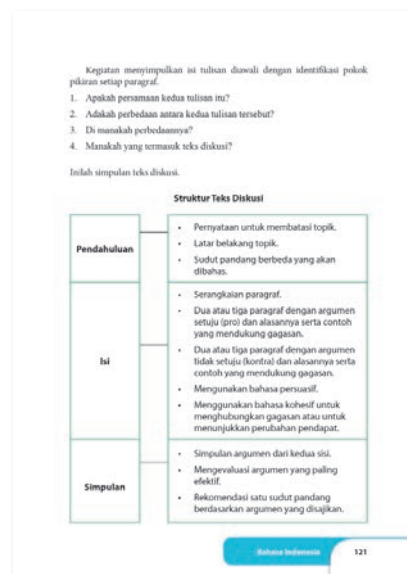 Kegiatan menyimpulkan isi tulisan diawali dengan identifikasi pokok
pikiran setiap paragraf.
1. Apakah persamaan kedua tulisan itu?
2. Adakah perbedaan antara kedua tulisan tersebut?
3. Di manakah perbedaannya?
4. Manakah yang termasuk teks diskusi?
Inilah simpulan teks diskusi.
Struktur Teks Diskusi
Pendahuluan
• Pernyataan untuk membatasi topik.
• Latar belakang topik.
• Sudut pandang berbeda yang akan
dibahas.
Isi
• Serangkaian paragraf.
• Dua atau tiga paragraf dengan argumen
setuju (pro) dan alasannya serta contoh
yang mendukung gagasan.
• Dua atau tiga paragraf dengan argumen
tidak setuju (kontra) dan alasannya serta
contoh yang mendukung gagasan.
• Mengunakan bahasa persuasif.
• Menggunakan bahasa kohesif untuk
menghubungkan gagasan atau untuk
menunjukkan perubahan pendapat.
Simpulan
• Simpulan argumen dari kedua sisi.
• Mengevaluasi argumen yang paling
efektif.
• Rekomendasi satu sudut pandang
berdasarkan argumen yang disajikan.
Bahasa Indonesia
121